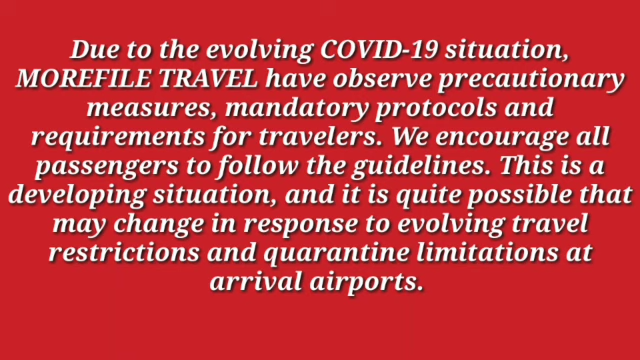 Due to the evolving COVID-19 situation,
MOREFILE TRAVEL have observe precautionary
measures, mandatory protocols and
requirements for travelers. We encourage all
passengers to follow the guidelines. This is a
developing situation, and it is quite possible that
may change in response to evolving travel
restrictions and quarantine limitations at
arrival airports.